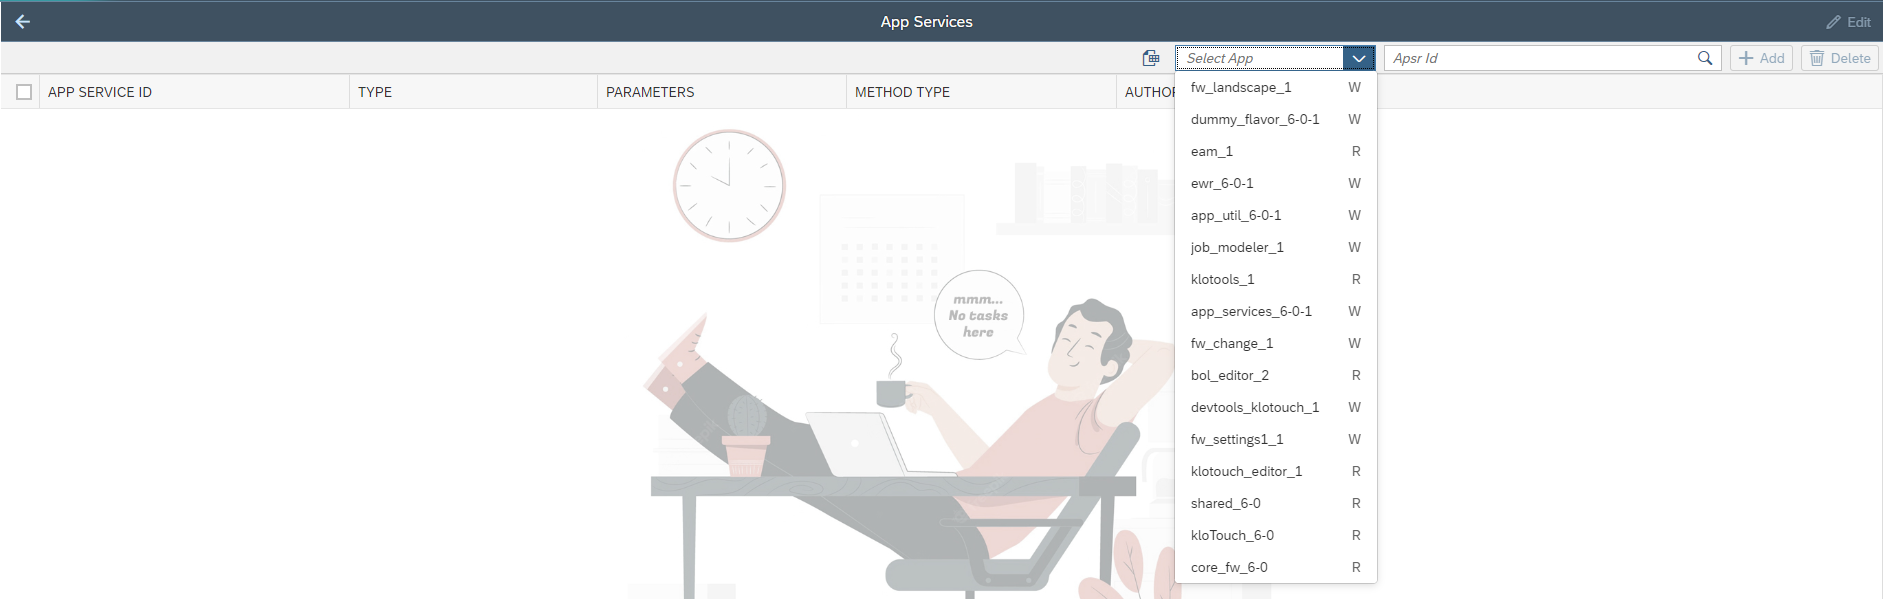 App Services
Edit
Select App
Apsr Id
Add
Delete
APP SERVICE ID
TYPE
PARAMETERS
METHOD TYPE
AUTHOR
fw_landscape_1 W
dummy_flavor_6-0-1 W
eam_1 R
ewr_6-0-1 W
app_util_6-0-1 W
job_modeler_1 W
klotools_1 R
app_services_6-0-1 W
fw_change_1 W
bol_editor_2 R
devtools_klotouch_1 W
fw_settings1_1 W
klotouch_editor_1 R
shared_6-0 R
kloTouch_6-0 R
core_fw_6-0 R
mmm...
No tasks
here